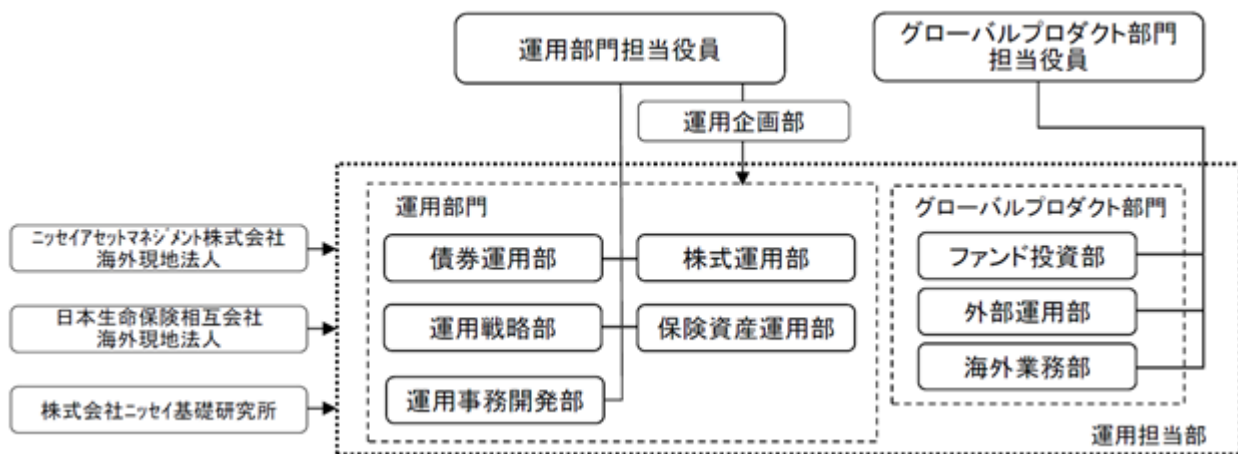 運用部門担当役員
グローバルプロダクト部門
担当役員
運用企画部
運用部門
グローバルプロダクト部門
ニッセイアセットマネジメント株式会社
海外現地法人
債券運用部
株式運用部
ファンド投資部
日本生命保険相互会社
海外現地法人
運用戦略部
保険資産運用部
外部運用部
海外業務部
株式会社ニッセイ基礎研究所
運用事務開発部
運用担当部